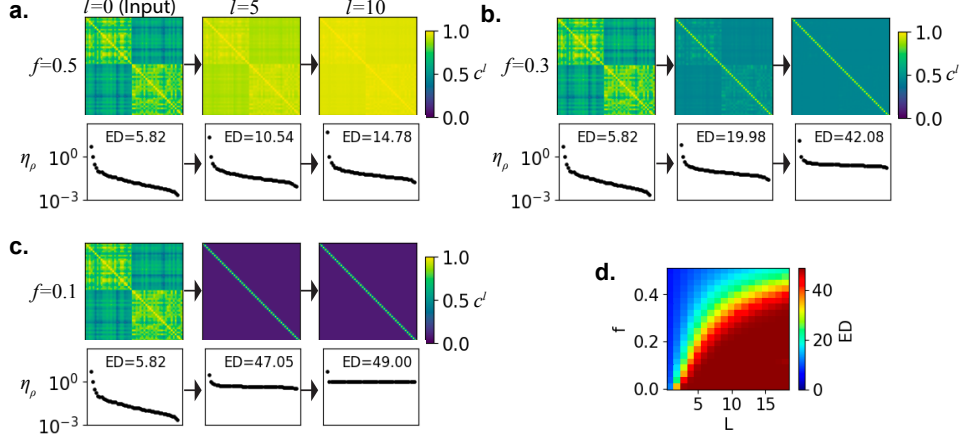 a.
l=0 (Input) l=5 l=10
f=0.5
1.0
0.5 c^l
0.0
ηρ
10^0
10^-3
ED=5.82 ED=10.54 ED=14.78
b.
f=0.3
1.0
0.5 c^l
0.0
ηρ
10^0
10^-3
ED=5.82 ED=19.98 ED=42.08
c.
f=0.1
1.0
0.5 c^l
0.0
ηρ
10^0
10^-3
ED=5.82 ED=47.05 ED=49.00
d.
f
0.4
0.2
0.0
5 10 15
L
40
20
0
ED